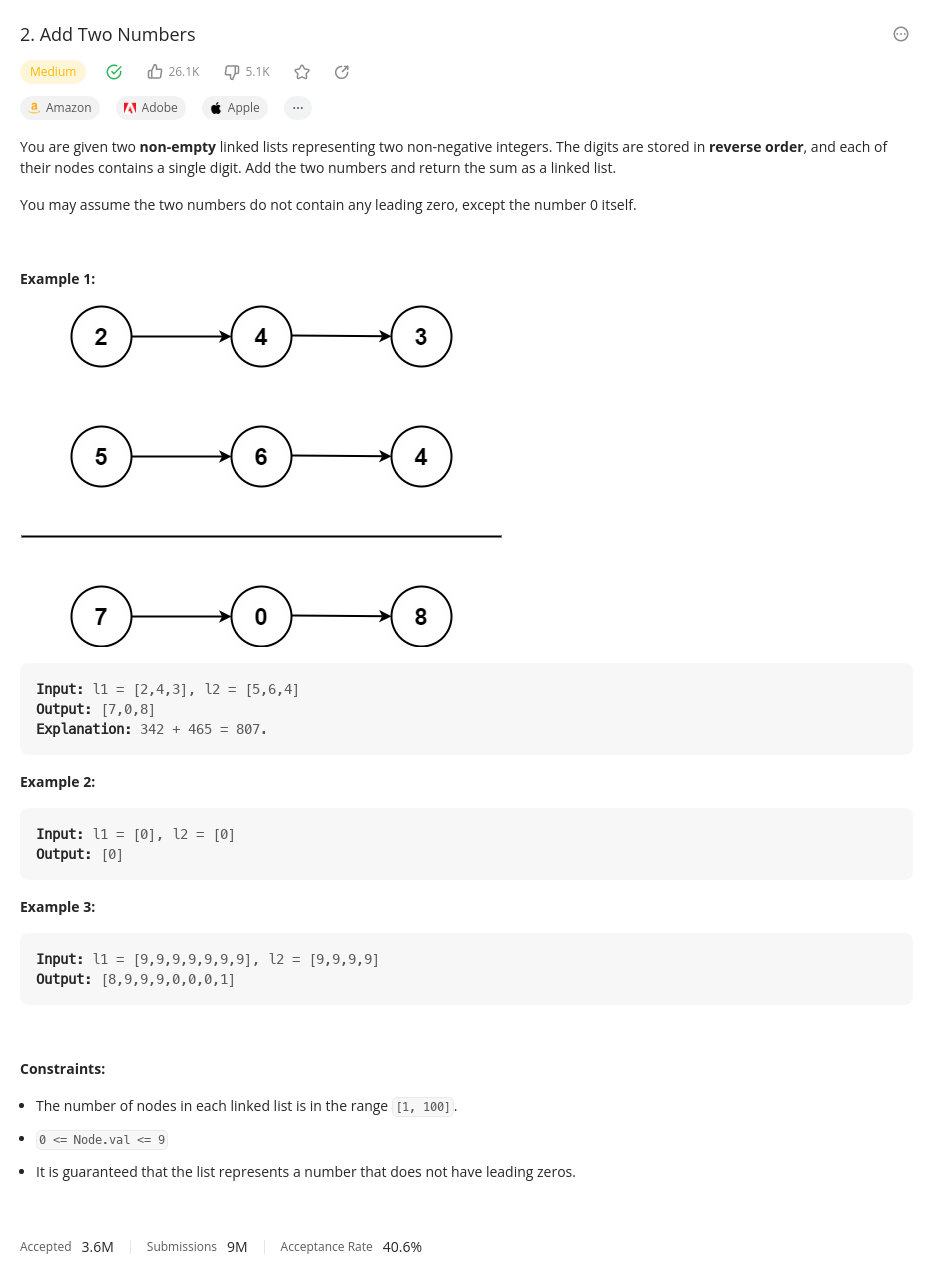 2. Add Two Numbers
Medium 26.1K 5.1K
Amazon Adobe Apple ...
You are given two non-empty linked lists representing two non-negative integers. The digits are stored in reverse order, and each of
their nodes contains a single digit. Add the two numbers and return the sum as a linked list.
You may assume the two numbers do not contain any leading zero, except the number 0 itself.
Example 1:
2 4 3
5 6 4
7 0 8
Input: l1 = [2,4,3], l2 = [5,6,4]
Output: [7,0,8]
Explanation: 342 + 465 = 807.
Example 2:
Input: l1 = [0], l2 = [0]
Output: [0]
Example 3:
Input: l1 = [9,9,9,9,9,9,9], l2 = [9,9,9,9]
Output: [8,9,9,9,0,0,0,1]
Constraints:
The number of nodes in each linked list is in the range [1, 100].
0 <= Node.val <= 9
It is guaranteed that the list represents a number that does not have leading zeros.
Accepted 3.6M Submissions 9M Acceptance Rate 40.6%